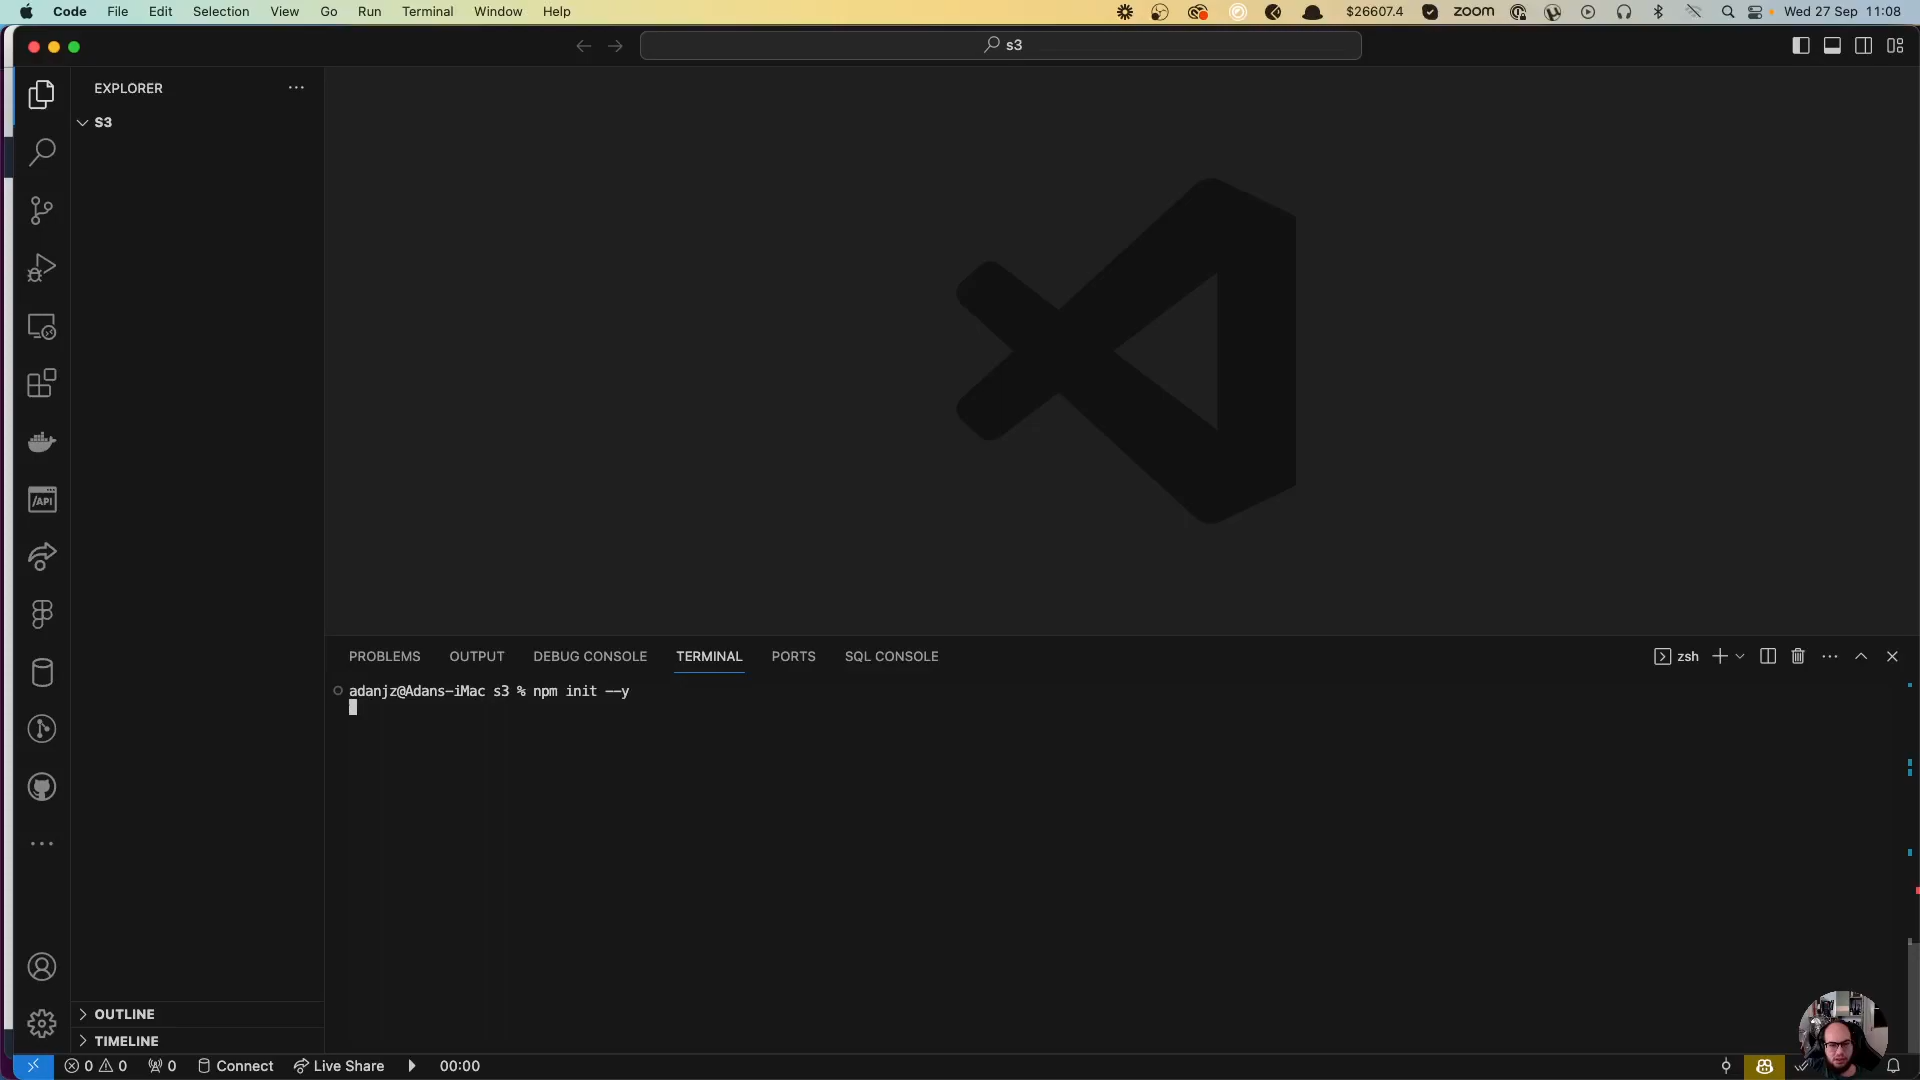 Code File Edit Selection View Go Run Terminal Window Help $26607.4 zoom Wed 27 Sep 11:08
s3
EXPLORER
S3
/API
PROBLEMS OUTPUT DEBUG CONSOLE TERMINAL PORTS SQL CONSOLE zsh
adanjz@Adans-iMac s3 % npm init --y
OUTLINE
TIMELINE
0 0 0 Connect Live Share 00:00